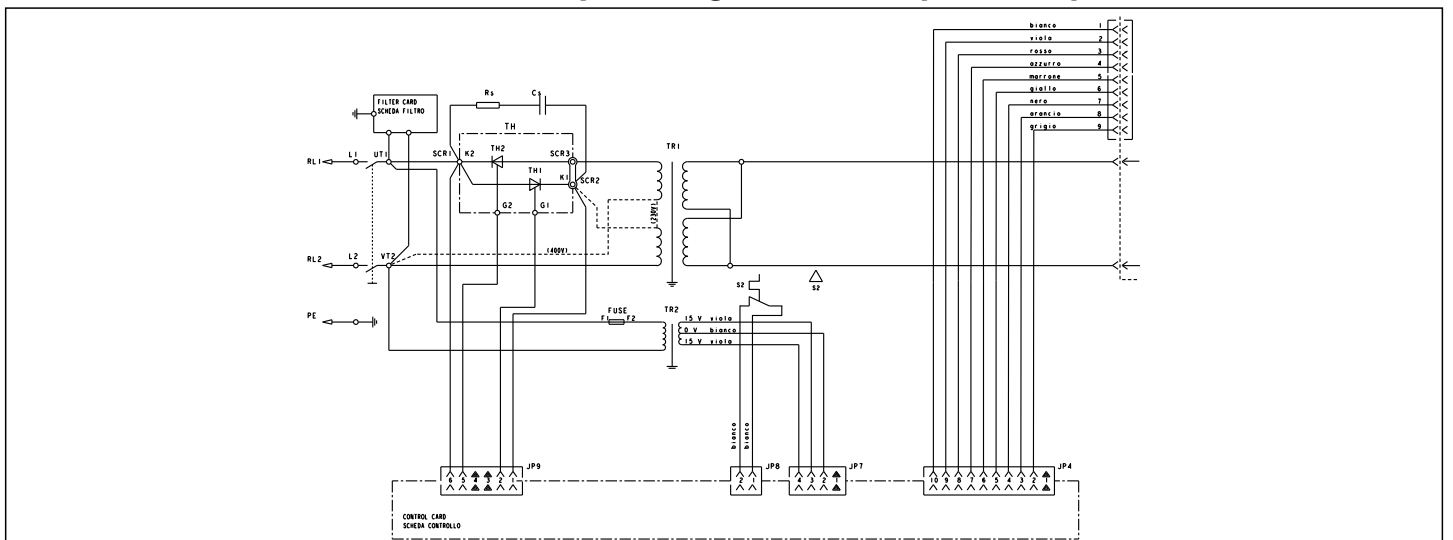 bianco 1
viola 2
rosso 3
azzurro 4
marrone 5
giallo 6
nero 7
arancio 8
grigio 9
FILTER CARD
SCHEDA FILTRO
Rs Cs
TH
TR1
RL1 L1 UT1 SCR1 K2 TH2 SCR3
TH1 K1 SCR2
G2 G1
(230V)
(400V)
RL2 L2 VT2
S2 S2
PE
FUSE
F1 F2
TR2
15 V viola
0 V bianco
15 V viola
bianco
bianco
JP9 JP8 JP7 JP4
6 5 4 3 2 1 2 1 4 3 2 1 10 9 8 7 6 5 4 3 2 1
CONTROL CARD
SCHEDA CONTROLLO